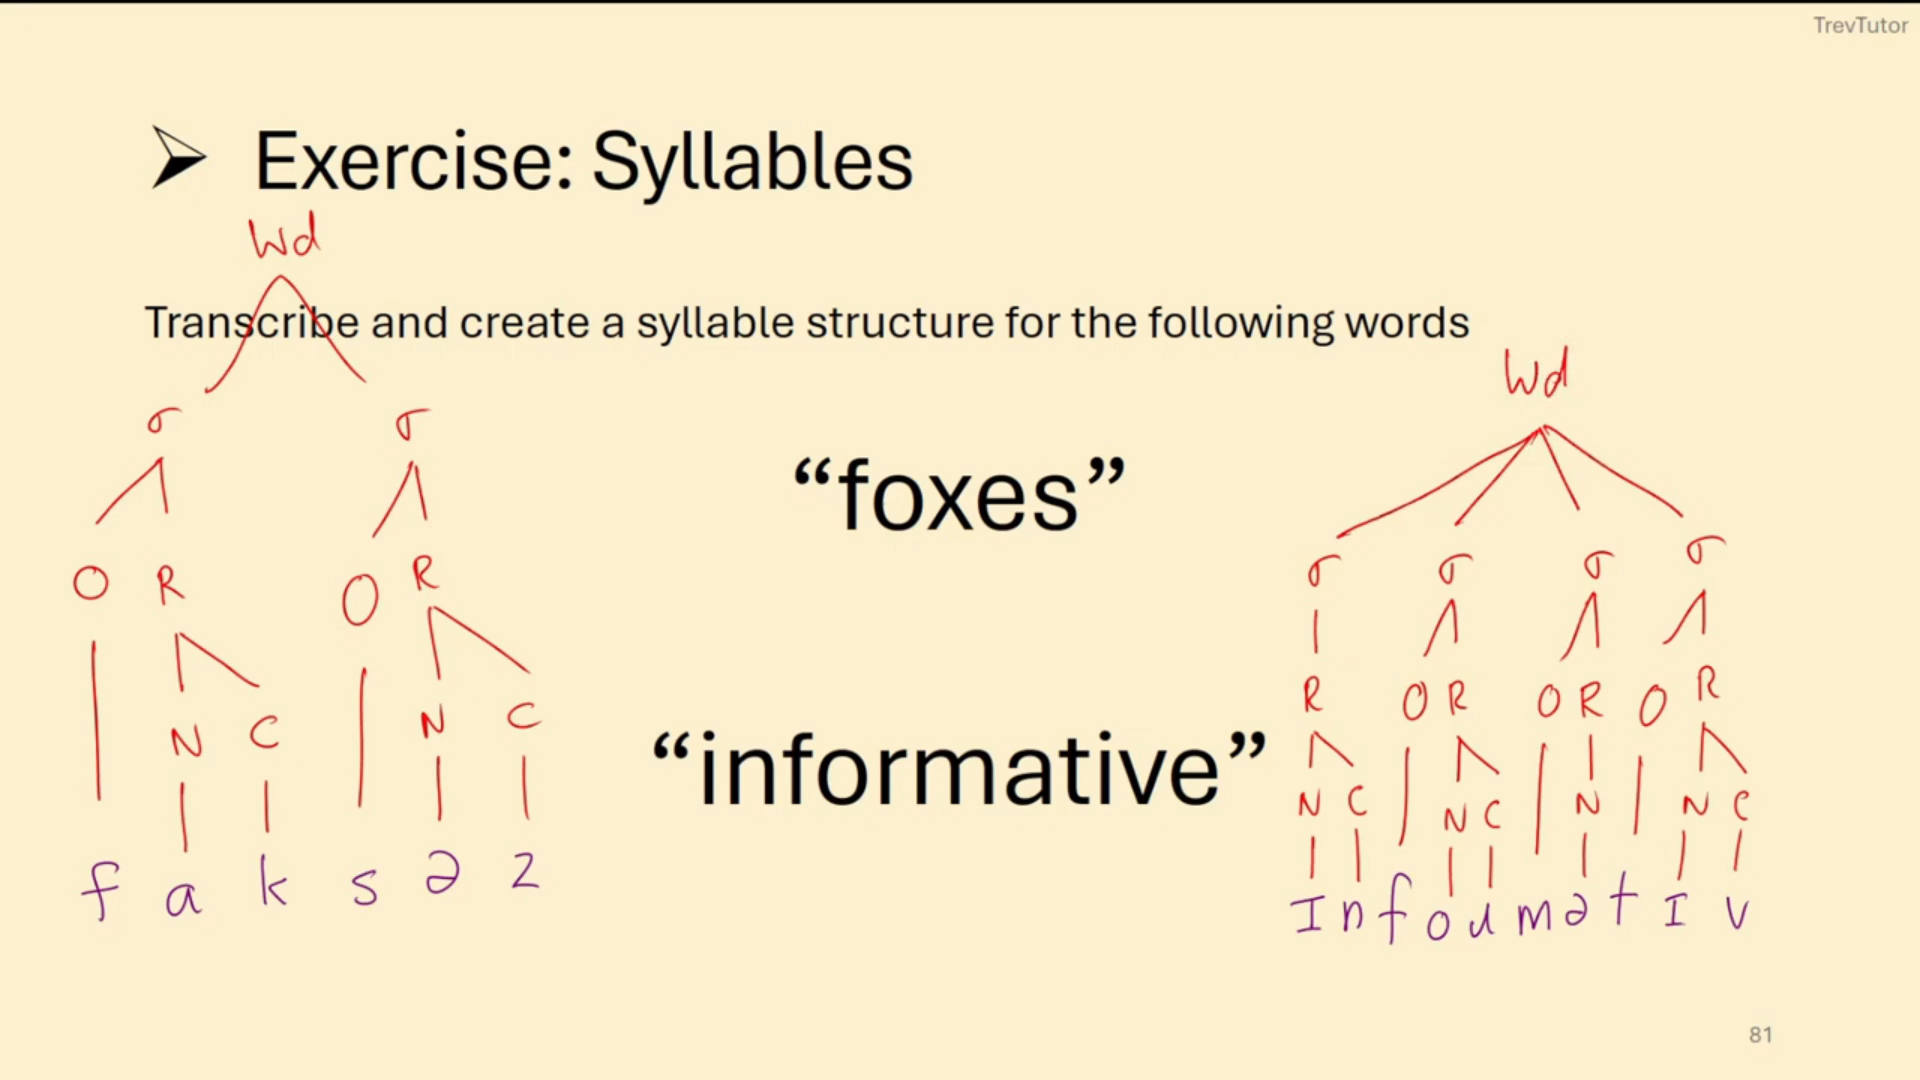 TrevTutor
➢ Exercise: Syllables
Wd
Transcribe and create a syllable structure for the following words
Wd
σ σ
“foxes”
σ σ σ σ
O R O R
R O R O R O R
N C N C
“informative”
N C N C N N C
f a k s ə z
I n f o ɹ m ə t I v
81